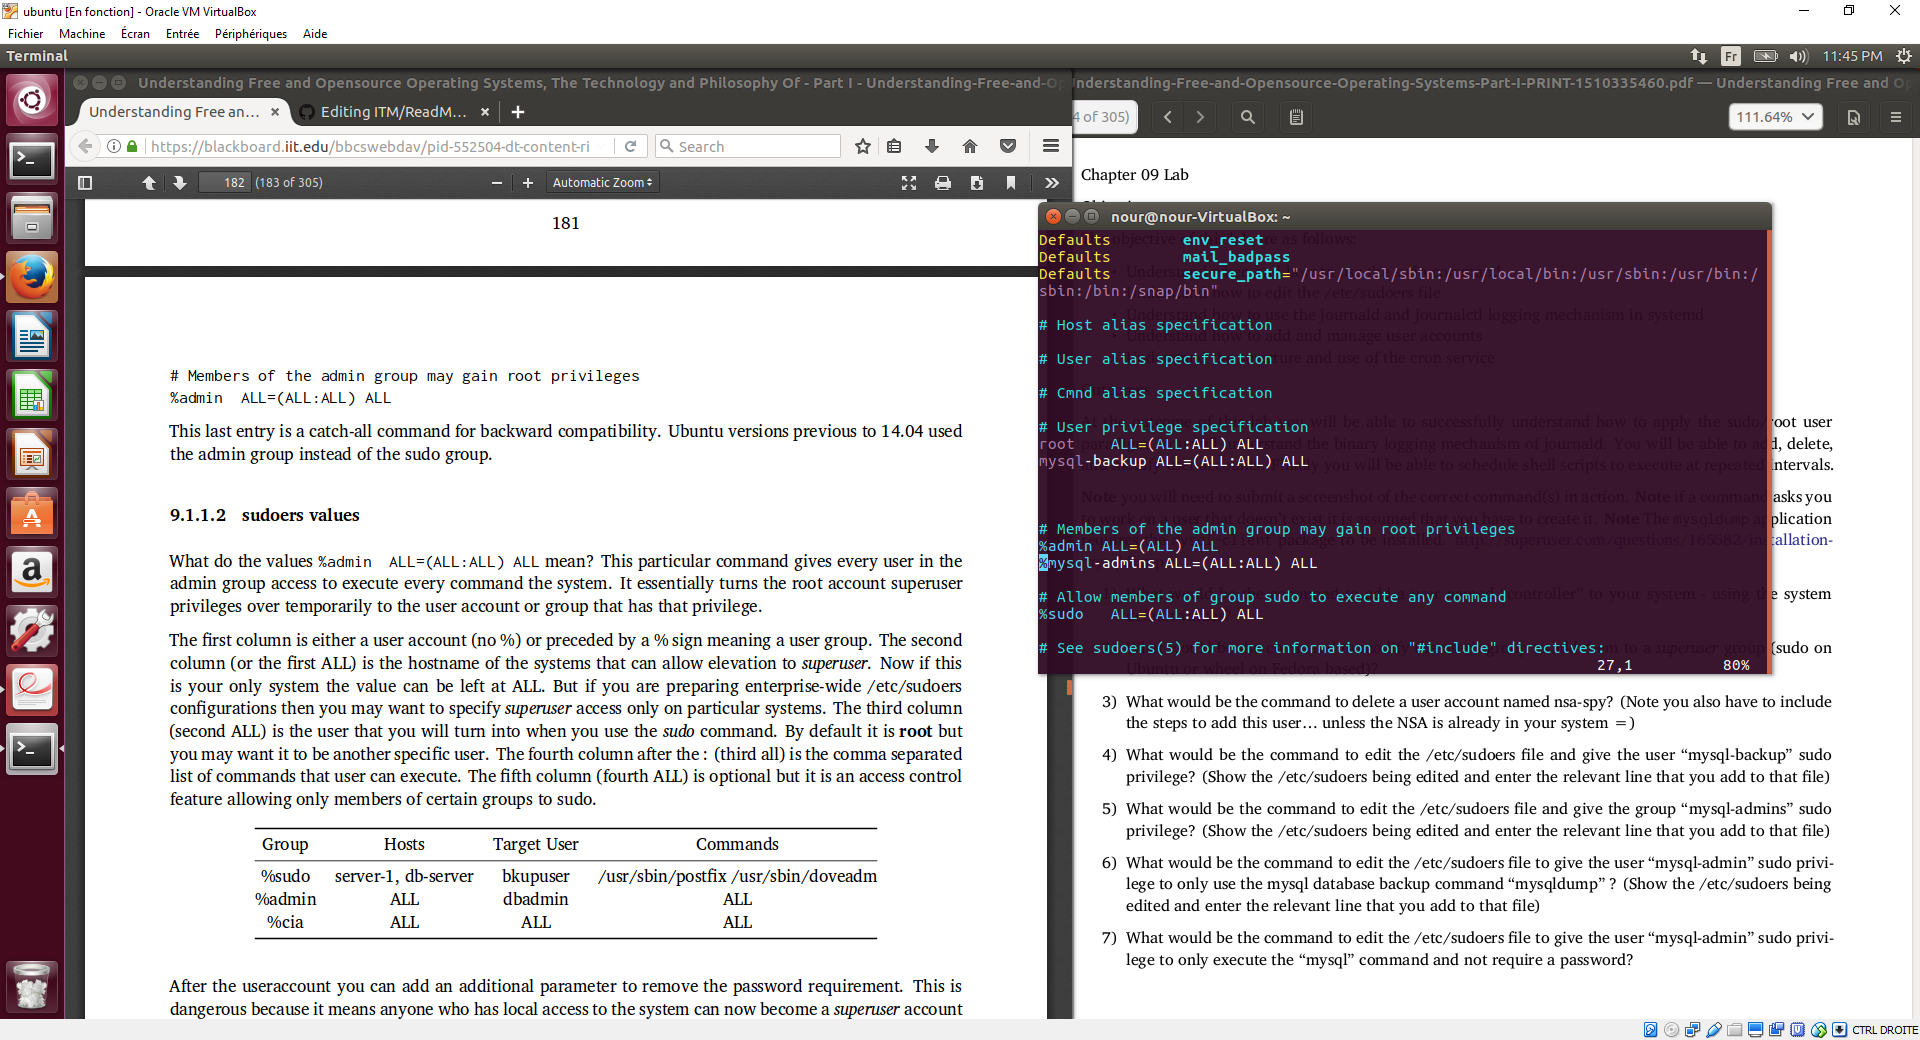 ubuntu [En fonction] - Oracle VM VirtualBox
Fichier Machine Écran Entrée Périphériques Aide
Terminal
Fr
11:45 PM
Understanding Free and Opensource Operating Systems, The Technology and Philosophy Of - Part I - Understanding-Free-and-Op
Understanding Free an...
Editing ITM/ReadM...
https://blackboard.iit.edu/bbcswebdav/pid-552504-dt-content-ri
Search
182 (183 of 305)
Automatic Zoom
181
# Members of the admin group may gain root privileges
%admin ALL=(ALL:ALL) ALL
This last entry is a catch-all command for backward compatibility. Ubuntu versions previous to 14.04 used
the admin group instead of the sudo group.
9.1.1.2 sudoers values
What do the values %admin ALL=(ALL:ALL) ALL mean? This particular command gives every user in the
admin group access to execute every command the system. It essentially turns the root account superuser
privileges over temporarily to the user account or group that has that privilege.
The first column is either a user account (no %) or preceded by a % sign meaning a user group. The second
column (or the first ALL) is the hostname of the systems that can allow elevation to superuser. Now if this
is your only system the value can be left at ALL. But if you are preparing enterprise-wide /etc/sudoers
configurations then you may want to specify superuser access only on particular systems. The third column
(second ALL) is the user that you will turn into when you use the sudo command. By default it is root but
you may want it to be another specific user. The fourth column after the : (third all) is the comma separated
list of commands that user can execute. The fifth column (fourth ALL) is optional but it is an access control
feature allowing only members of certain groups to sudo.
Group Hosts Target User Commands
%sudo server-1, db-server bkupuser /usr/sbin/postfix /usr/sbin/doveadm
%admin ALL dbadmin ALL
%cia ALL ALL ALL
After the useraccount you can add an additional parameter to remove the password requirement. This is
dangerous because it means anyone who has local access to the system can now become a superuser account
nderstanding-Free-and-Opensource-Operating-Systems-Part-I-PRINT-1510335460.pdf — Understanding Free and Op
4 of 305)
111.64%
Chapter 09 Lab
nour@nour-VirtualBox: ~
Defaults env_reset
Defaults mail_badpass
Defaults secure_path="/usr/local/sbin:/usr/local/bin:/usr/sbin:/usr/bin:/
sbin:/bin:/snap/bin"
# Host alias specification
# User alias specification
# Cmnd alias specification
# User privilege specification
root ALL=(ALL:ALL) ALL
mysql-backup ALL=(ALL:ALL) ALL
# Members of the admin group may gain root privileges
%admin ALL=(ALL) ALL
%mysql-admins ALL=(ALL:ALL) ALL
# Allow members of group sudo to execute any command
%sudo ALL=(ALL:ALL) ALL
# See sudoers(5) for more information on "#include" directives:
27,1 80%
root user
d, delete,
intervals.
asks you
pplication
tallation-
e system
(sudo on
3) What would be the command to delete a user account named nsa-spy? (Note you also have to include
the steps to add this user… unless the NSA is already in your system =)
4) What would be the command to edit the /etc/sudoers file and give the user “mysql-backup” sudo
privilege? (Show the /etc/sudoers being edited and enter the relevant line that you add to that file)
5) What would be the command to edit the /etc/sudoers file and give the group “mysql-admins” sudo
privilege? (Show the /etc/sudoers being edited and enter the relevant line that you add to that file)
6) What would be the command to edit the /etc/sudoers file to give the user “mysql-admin” sudo privi-
lege to only use the mysql database backup command “mysqldump” ? (Show the /etc/sudoers being
edited and enter the relevant line that you add to that file)
7) What would be the command to edit the /etc/sudoers file to give the user “mysql-admin” sudo privi-
lege to only execute the “mysql” command and not require a password?
CTRL DROITE